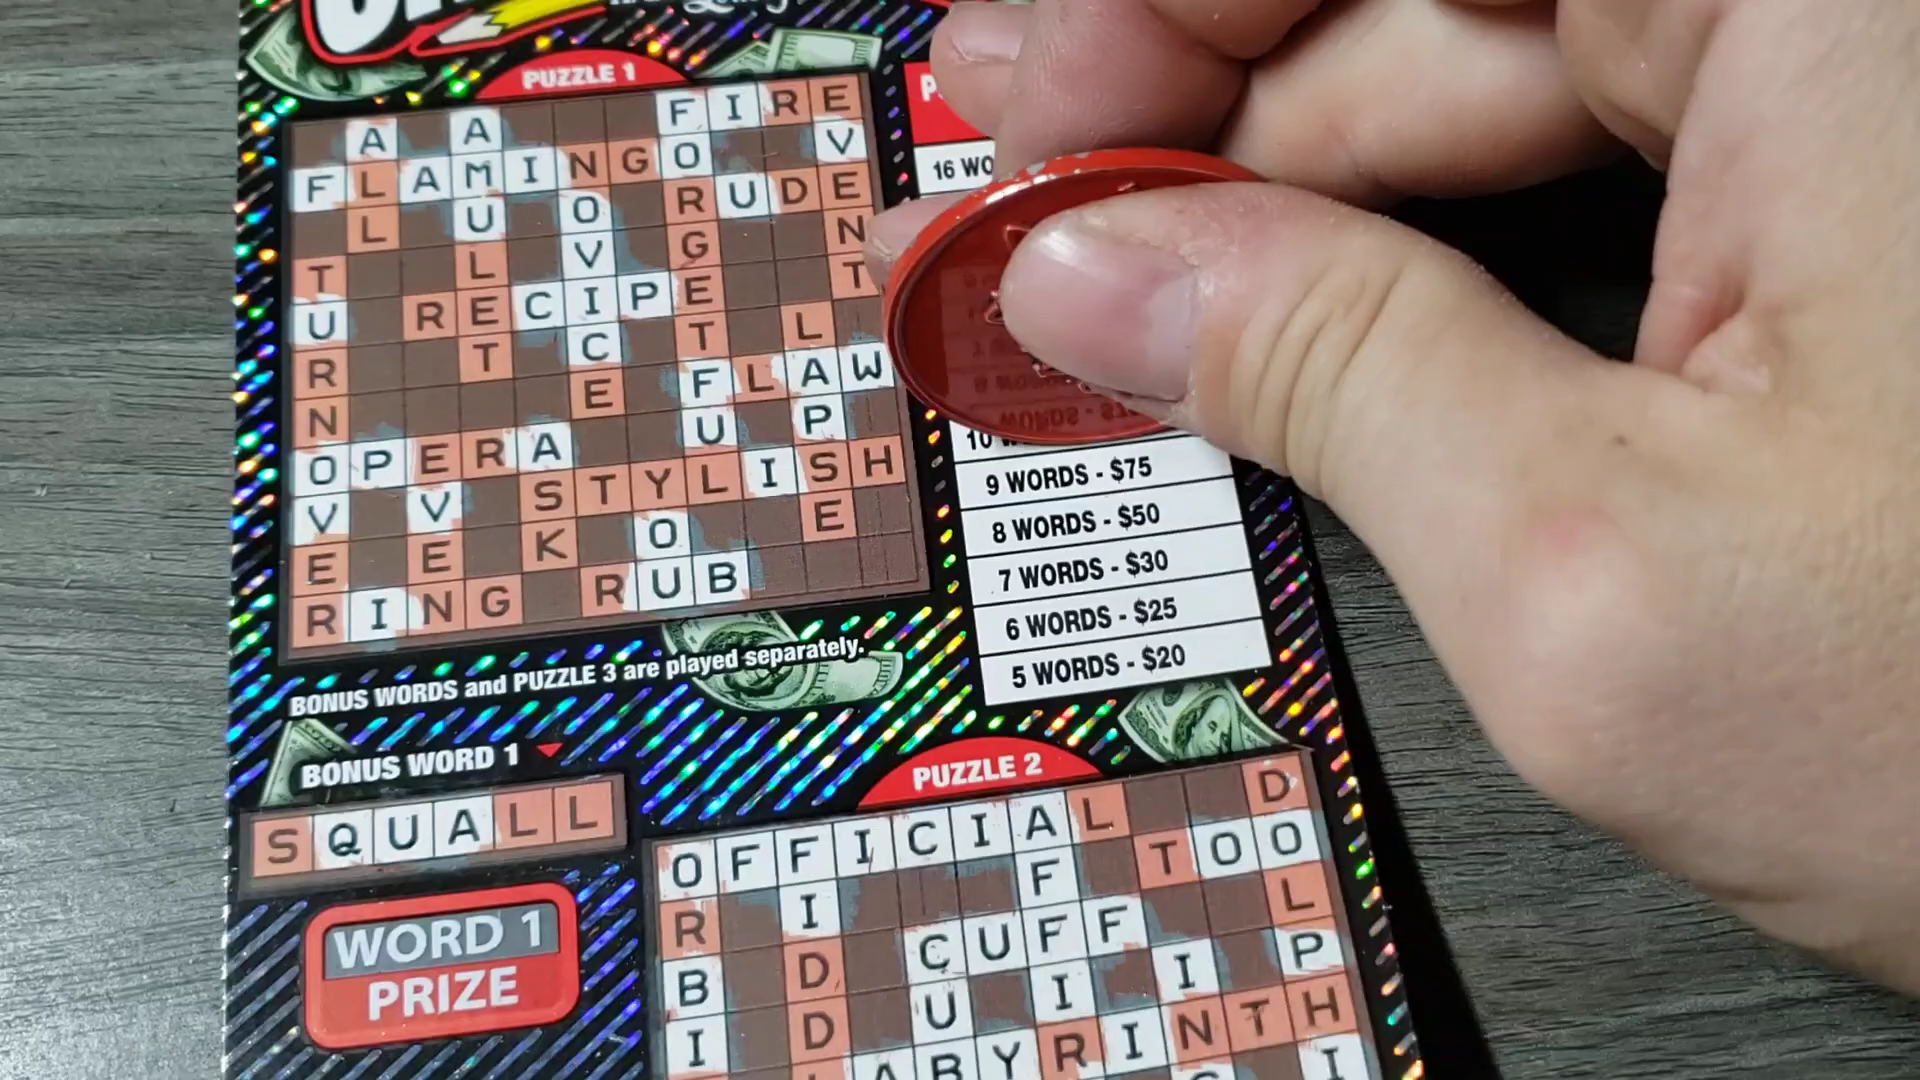 PUZZLE 1
F I R E
A A V
F L A M I N G O
L U O R U D E
V G N
T L T
U R E C I P E
R T C T L
N E F L A W
U P
O P E R A
S T Y L I S H
V V O E
E E K
R I N G R U B
16 WO
10 W
9 WORDS - $75
8 WORDS - $50
7 WORDS - $30
6 WORDS - $25
5 WORDS - $20
BONUS WORDS and PUZZLE 3 are played separately.
BONUS WORD 1
S Q U A L L
WORD 1
PRIZE
PUZZLE 2
D
O F F I C I A L
T O O
R I F L
C U F F
B D I I P
I D U
A B Y R I N T H
I